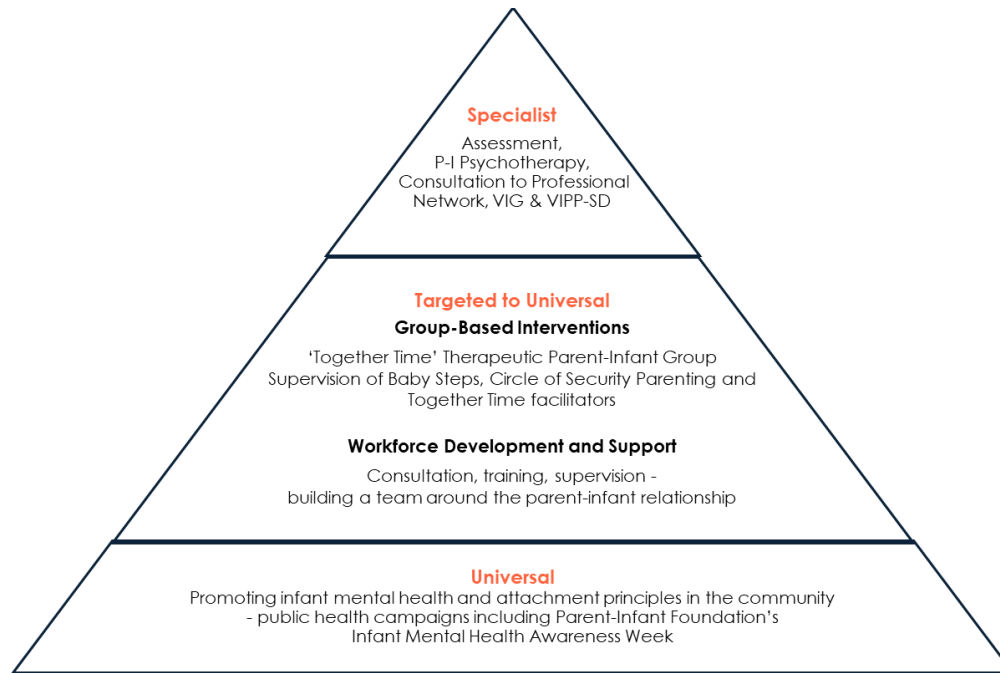 Specialist
Assessment,
P-I Psychotherapy,
Consultation to Professional
Network, VIG & VIPP-SD
Targeted to Universal
Group-Based Interventions
‘Together Time’ Therapeutic Parent-Infant Group
Supervision of Baby Steps, Circle of Security Parenting and
Together Time facilitators
Workforce Development and Support
Consultation, training, supervision -
building a team around the parent-infant relationship
Universal
Promoting infant mental health and attachment principles in the community
- public health campaigns including Parent-Infant Foundation’s
Infant Mental Health Awareness Week